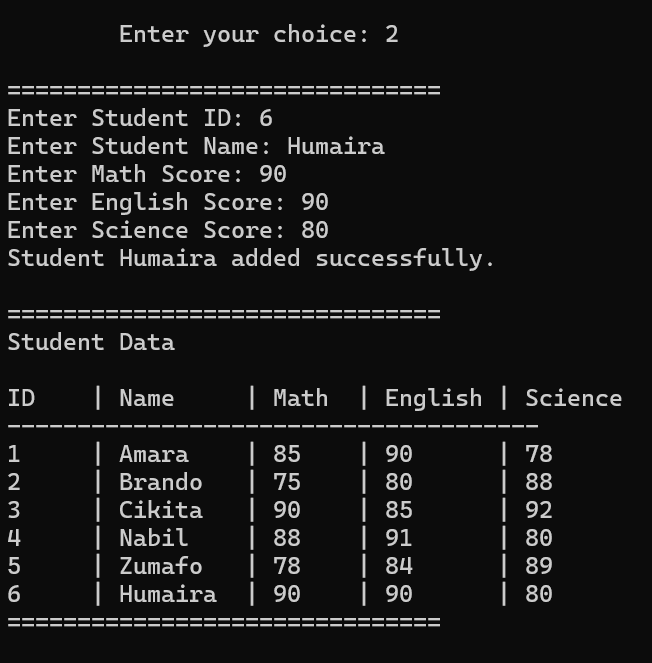 Enter your choice: 2
===============================
Enter Student ID: 6
Enter Student Name: Humaira
Enter Math Score: 90
Enter English Score: 90
Enter Science Score: 80
Student Humaira added successfully.
===============================
Student Data
ID | Name | Math | English | Science
--------------------------------------
1 | Amara | 85 | 90 | 78
2 | Brando | 75 | 80 | 88
3 | Cikita | 90 | 85 | 92
4 | Nabil | 88 | 91 | 80
5 | Zumafo | 78 | 84 | 89
6 | Humaira | 90 | 90 | 80
===============================